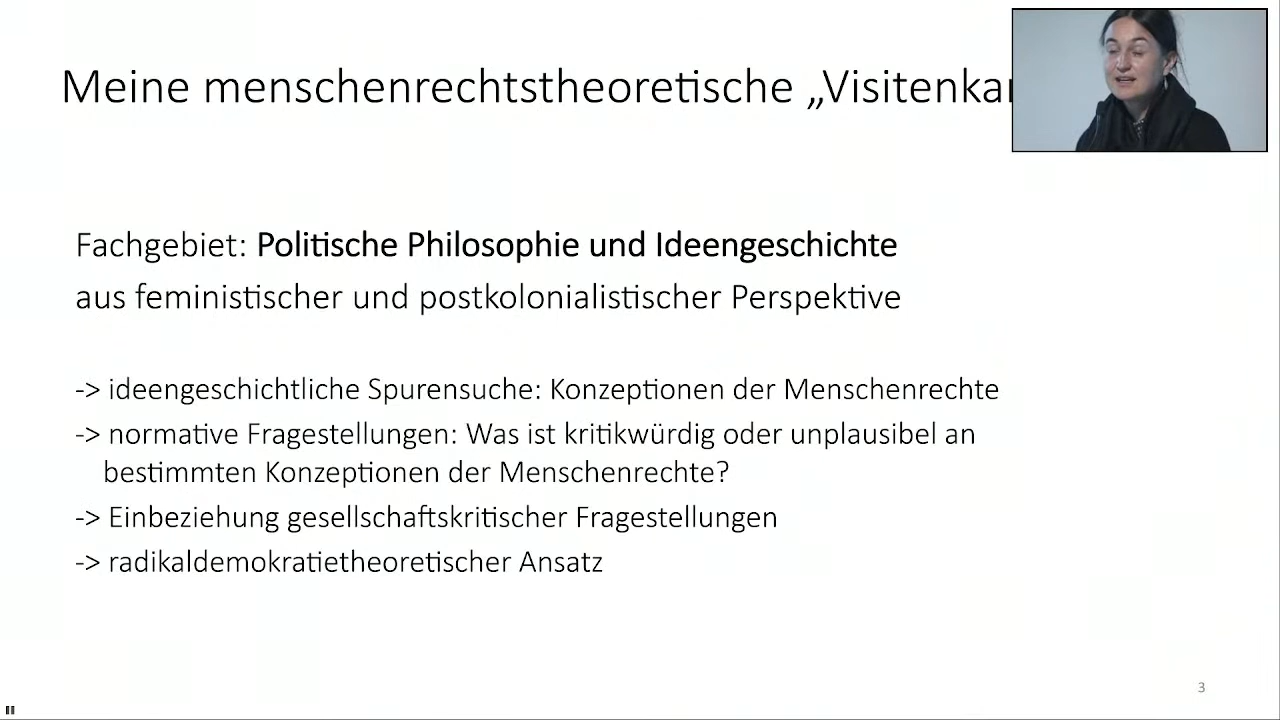 Meine menschenrechtstheoretische „Visitenkar
Fachgebiet: Politische Philosophie und Ideengeschichte
aus feministischer und postkolonialistischer Perspektive
-> ideengeschichtliche Spurensuche: Konzeptionen der Menschenrechte
-> normative Fragestellungen: Was ist kritikwürdig oder unplausibel an
bestimmten Konzeptionen der Menschenrechte?
-> Einbeziehung gesellschaftskritischer Fragestellungen
-> radikaldemokratietheoretischer Ansatz
3